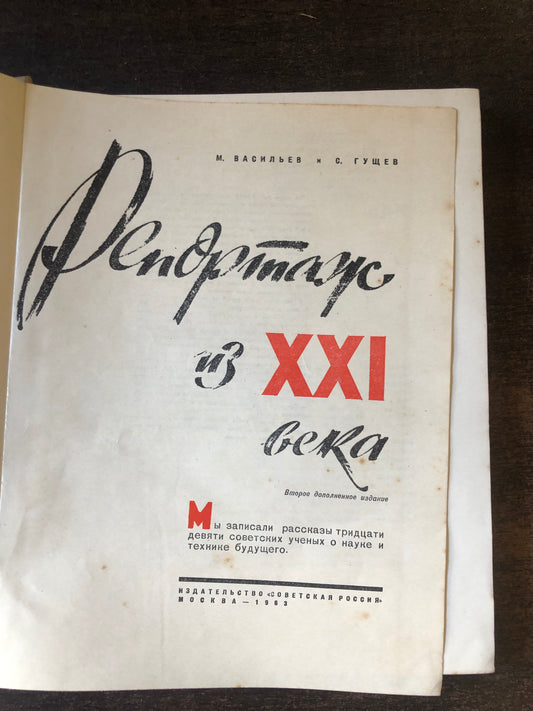 М. ВАСИЛЬЕВ и С. ГУЩЕВ
Репортаж
из XXI
века
Второе дополненное издание
Мы записали рассказы тридцати
девяти советских ученых о науке и
технике будущего.
ИЗДАТЕЛЬСТВО «СОВЕТСКАЯ РОССИЯ»
МОСКВА — 1963